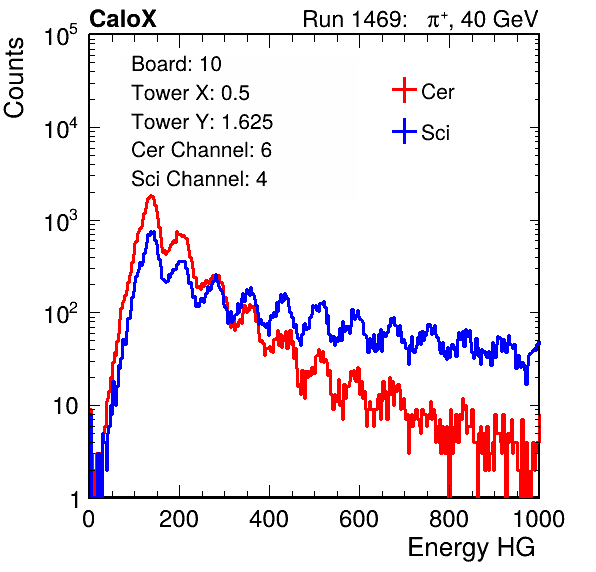 CaloX Run 1469: π⁺, 40 GeV
Counts
10⁵
10⁴
10³
10²
10
1
Board: 10
Tower X: 0.5
Tower Y: 1.625
Cer Channel: 6
Sci Channel: 4
Cer
Sci
0 200 400 600 800 1000
Energy HG